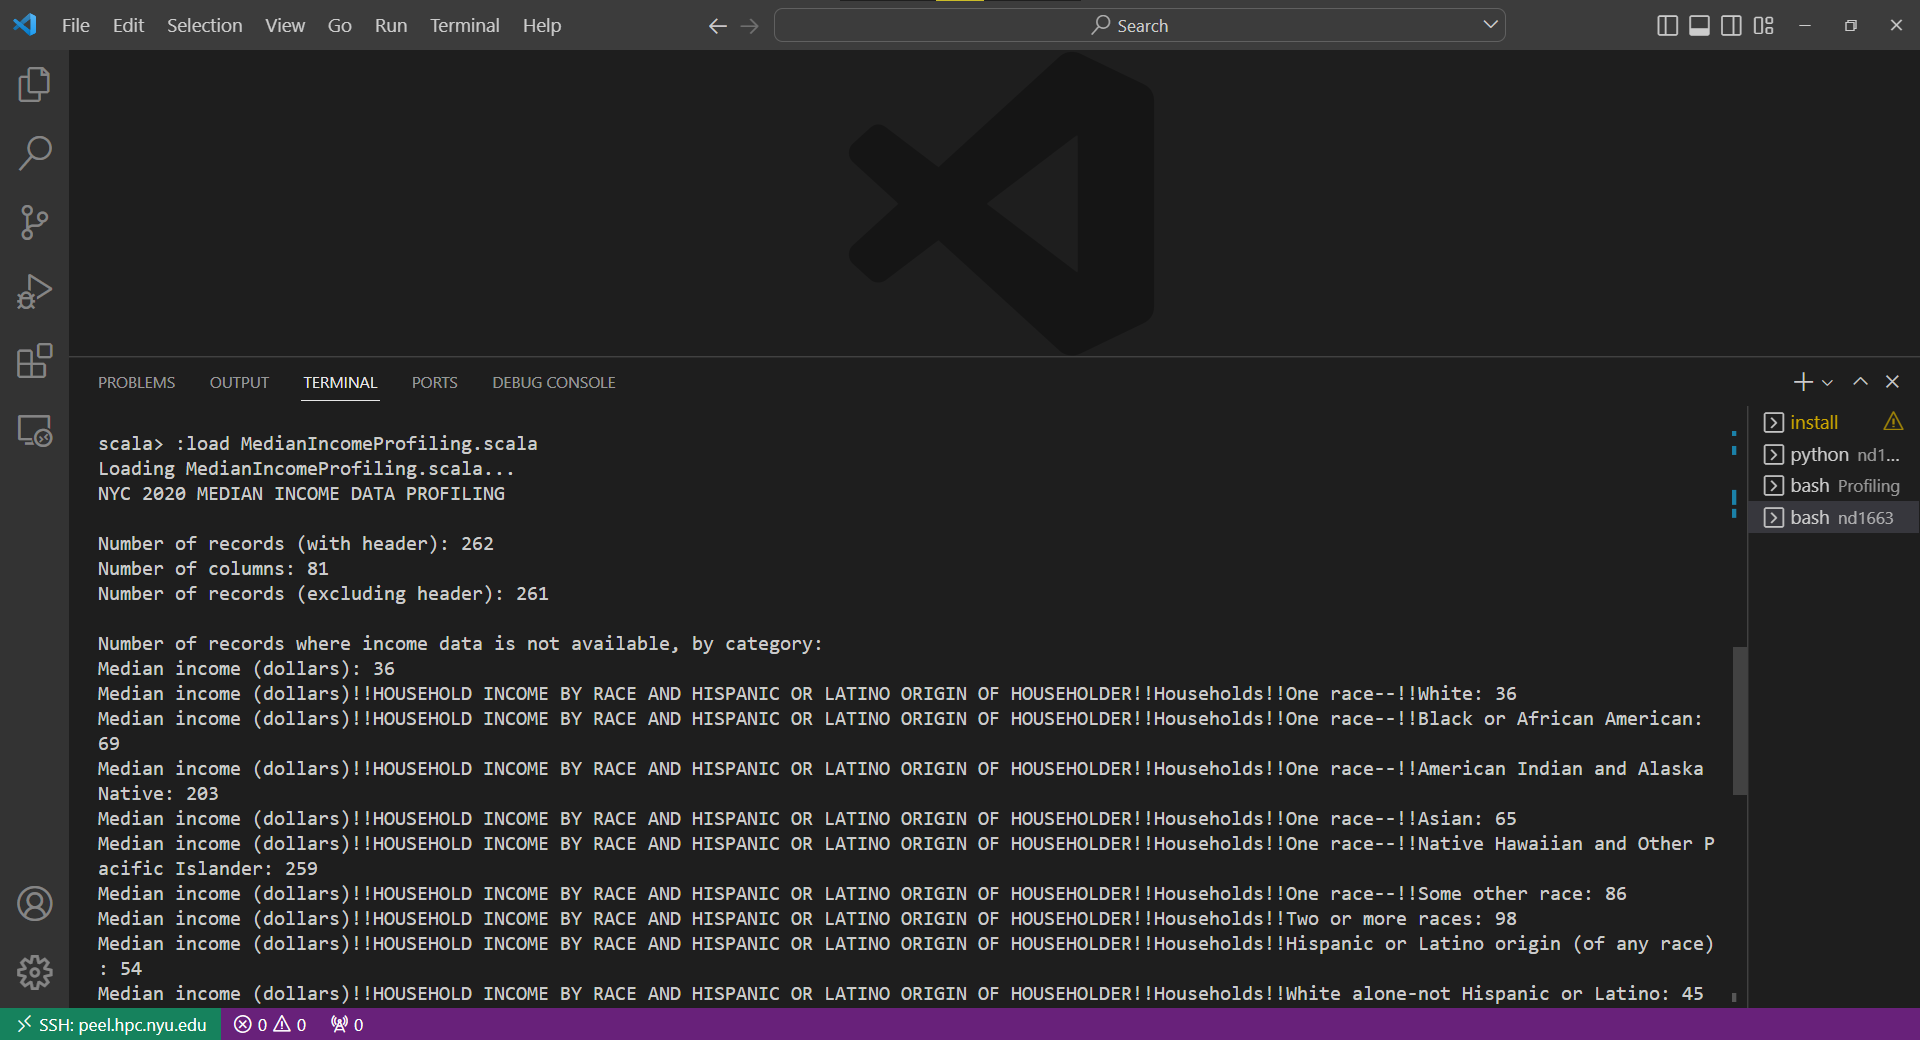 File Edit Selection View Go Run Terminal Help
Search
PROBLEMS OUTPUT TERMINAL PORTS DEBUG CONSOLE
scala> :load MedianIncomeProfiling.scala
Loading MedianIncomeProfiling.scala...
NYC 2020 MEDIAN INCOME DATA PROFILING
Number of records (with header): 262
Number of columns: 81
Number of records (excluding header): 261
Number of records where income data is not available, by category:
Median income (dollars): 36
Median income (dollars)!!HOUSEHOLD INCOME BY RACE AND HISPANIC OR LATINO ORIGIN OF HOUSEHOLDER!!Households!!One race--!!White: 36
Median income (dollars)!!HOUSEHOLD INCOME BY RACE AND HISPANIC OR LATINO ORIGIN OF HOUSEHOLDER!!Households!!One race--!!Black or African American:
69
Median income (dollars)!!HOUSEHOLD INCOME BY RACE AND HISPANIC OR LATINO ORIGIN OF HOUSEHOLDER!!Households!!One race--!!American Indian and Alaska
Native: 203
Median income (dollars)!!HOUSEHOLD INCOME BY RACE AND HISPANIC OR LATINO ORIGIN OF HOUSEHOLDER!!Households!!One race--!!Asian: 65
Median income (dollars)!!HOUSEHOLD INCOME BY RACE AND HISPANIC OR LATINO ORIGIN OF HOUSEHOLDER!!Households!!One race--!!Native Hawaiian and Other P
acific Islander: 259
Median income (dollars)!!HOUSEHOLD INCOME BY RACE AND HISPANIC OR LATINO ORIGIN OF HOUSEHOLDER!!Households!!One race--!!Some other race: 86
Median income (dollars)!!HOUSEHOLD INCOME BY RACE AND HISPANIC OR LATINO ORIGIN OF HOUSEHOLDER!!Households!!Two or more races: 98
Median income (dollars)!!HOUSEHOLD INCOME BY RACE AND HISPANIC OR LATINO ORIGIN OF HOUSEHOLDER!!Households!!Hispanic or Latino origin (of any race)
: 54
Median income (dollars)!!HOUSEHOLD INCOME BY RACE AND HISPANIC OR LATINO ORIGIN OF HOUSEHOLDER!!Households!!White alone-not Hispanic or Latino: 45
install
python nd1...
bash Profiling
bash nd1663
SSH: peel.hpc.nyu.edu 0 0 0